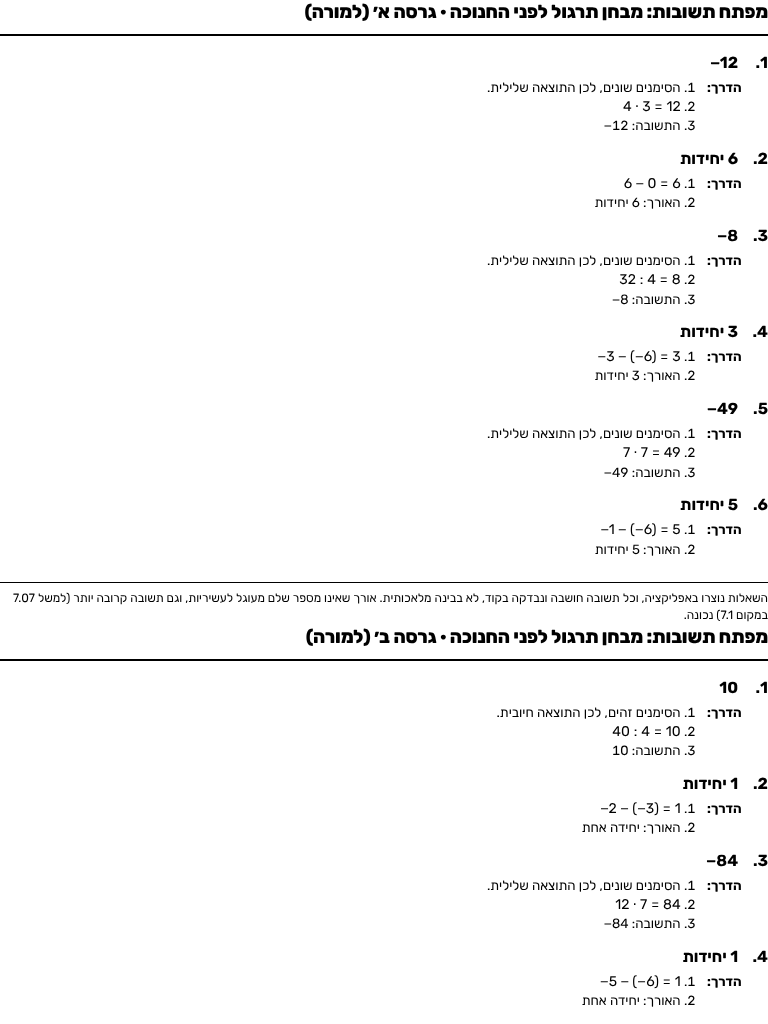 מפתח תשובות: מבחן תרגול לפני החנוכה · גרסה א׳ (למורה)
1. −12
הדרך: 1. הסימנים שונים, לכן התוצאה שלילית.
2. 4 · 3 = 12
3. התשובה: −12
2. 6 יחידות
הדרך: 1. 6 − 0 = 6
2. האורך: 6 יחידות
3. −8
הדרך: 1. הסימנים שונים, לכן התוצאה שלילית.
2. 32 : 4 = 8
3. התשובה: −8
4. 3 יחידות
הדרך: 1. −3 − (−6) = 3
2. האורך: 3 יחידות
5. −49
הדרך: 1. הסימנים שונים, לכן התוצאה שלילית.
2. 7 · 7 = 49
3. התשובה: −49
6. 5 יחידות
הדרך: 1. −1 − (−6) = 5
2. האורך: 5 יחידות
השאלות נוצרו באפליקציה, וכל תשובה חושבה ונבדקה בקוד, לא בבינה מלאכותית. אורך שאינו מספר שלם מעוגל לעשיריות, וגם תשובה קרובה יותר (למשל 7.07
במקום 7.1) נכונה.
מפתח תשובות: מבחן תרגול לפני החנוכה · גרסה ב׳ (למורה)
1. 10
הדרך: 1. הסימנים זהים, לכן התוצאה חיובית.
2. 40 : 4 = 10
3. התשובה: 10
2. 1 יחידות
הדרך: 1. −2 − (−3) = 1
2. האורך: יחידה אחת
3. −84
הדרך: 1. הסימנים שונים, לכן התוצאה שלילית.
2. 12 · 7 = 84
3. התשובה: −84
4. 1 יחידות
הדרך: 1. −5 − (−6) = 1
2. האורך: יחידה אחת